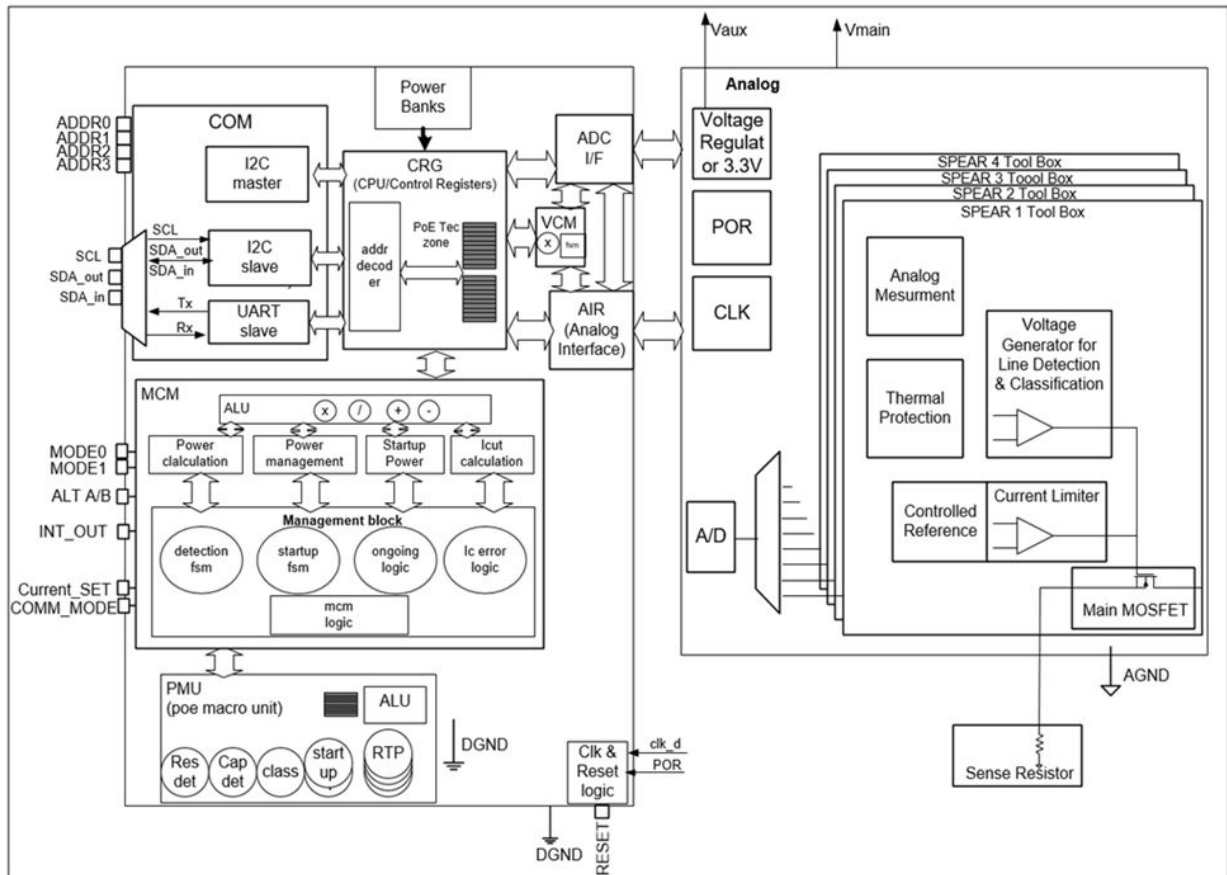 Vaux
Vmain
Power
Banks
Analog
ADDR0
ADDR1
ADDR2
ADDR3
COM
I2C
master
CRG
(CPU/Control Registers)
addr
decod
er
PoE Tec
zone
ADC
I/F
VCM
x
fsm
AIR
(Analog
Interface)
Voltage
Regulat
or 3.3V
POR
CLK
SPEAR 4 Tool Box
SPEAR 3 Toool Box
SPEAR 2 Tool Box
SPEAR 1 Tool Box
SCL
SDA_out
SDA_in
SCL
SDA_out
SDA_in
I2C
slave
Tx
Rx
UART
slave
Analog
Mesurment
Thermal
Protection
Voltage
Generator for
Line Detection
& Classification
Controlled
Reference
Current Limiter
Main MOSFET
A/D
MCM
ALU
x
/
+
-
MODE0
MODE1
ALT A/B
INT_OUT
Current_SET
COMM_MODE
Power
clalculation
Power
management
Startup
Power
Icut
calculation
Management block
detection
fsm
startup
fsm
ongoing
logic
Ic error
logic
mcm
logic
AGND
PMU
(poe macro unit)
ALU
Res
det
Cap
det
class
start
up
RTP
DGND
Clk &
Reset
logic
clk_d
POR
Sense Resistor
DGND
RESET